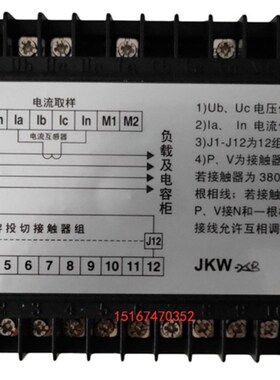 电流取样
Ia Ib Ic In M1 M2
电流互感器
负载及电容柜
投切接触器组
J12
5 6 7 8 9 10 11 12
1)Ub、Uc电压
2)Ia、In 电流
3)J1-J12为12组
4)P、V为接触器
若接触器为380
根相线; 若接触
P、V接N和一根
接线允许互相调
JKW-
15167470352